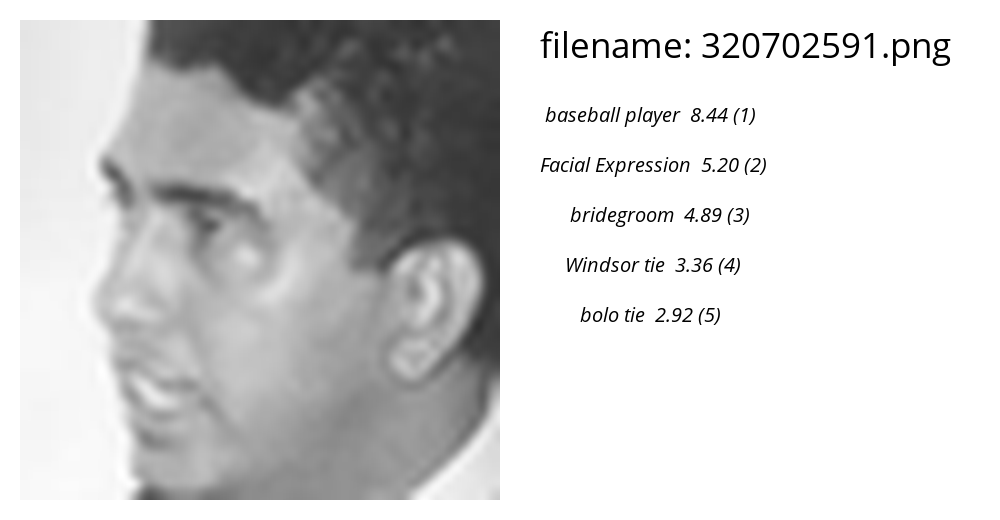 filename: 320702591.png
baseball player 8.44 (1)
Facial Expression 5.20 (2)
bridegroom 4.89 (3)
Windsor tie 3.36 (4)
bolo tie 2.92 (5)